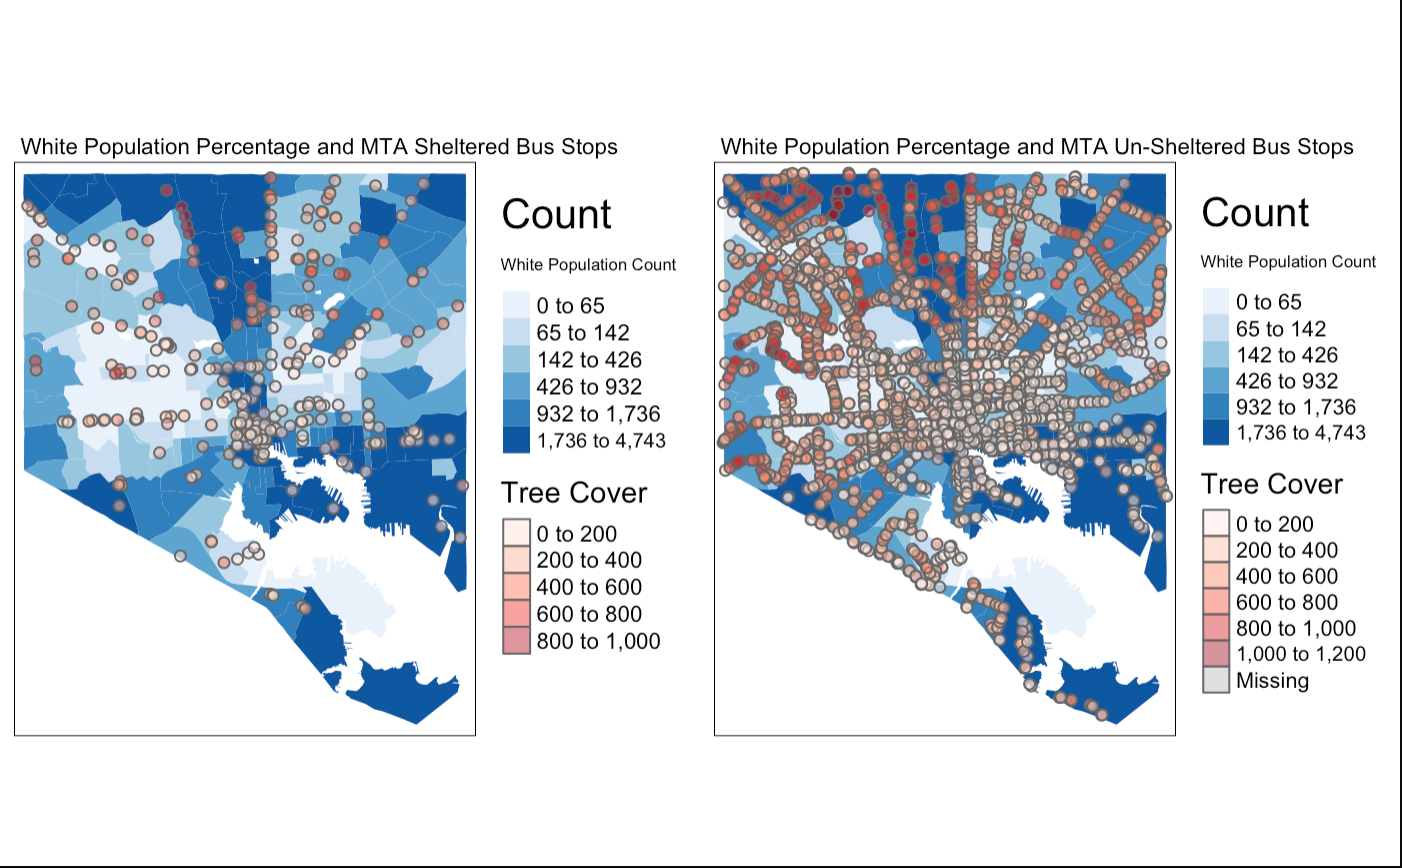 White Population Percentage and MTA Sheltered Bus Stops
Count
White Population Count
0 to 65
65 to 142
142 to 426
426 to 932
932 to 1,736
1,736 to 4,743
Tree Cover
0 to 200
200 to 400
400 to 600
600 to 800
800 to 1,000
White Population Percentage and MTA Un-Sheltered Bus Stops
Count
White Population Count
0 to 65
65 to 142
142 to 426
426 to 932
932 to 1,736
1,736 to 4,743
Tree Cover
0 to 200
200 to 400
400 to 600
600 to 800
800 to 1,000
1,000 to 1,200
Missing